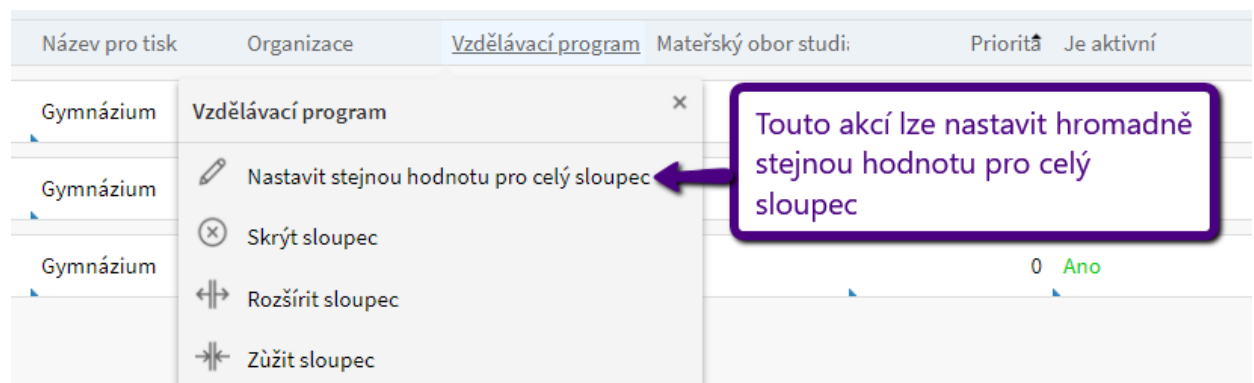 Název pro tisk Organizace Vzdělávací program Mateřský obor studi Priorita Je aktivní
Gymnázium
Vzdělávací program
Touto akcí lze nastavit hromadně
stejnou hodnotu pro celý
sloupec
Nastavit stejnou hodnotu pro celý sloupec
Gymnázium
Skrýt sloupec
Gymnázium
0 Ano
Rozšířit sloupec
Zùžit sloupec